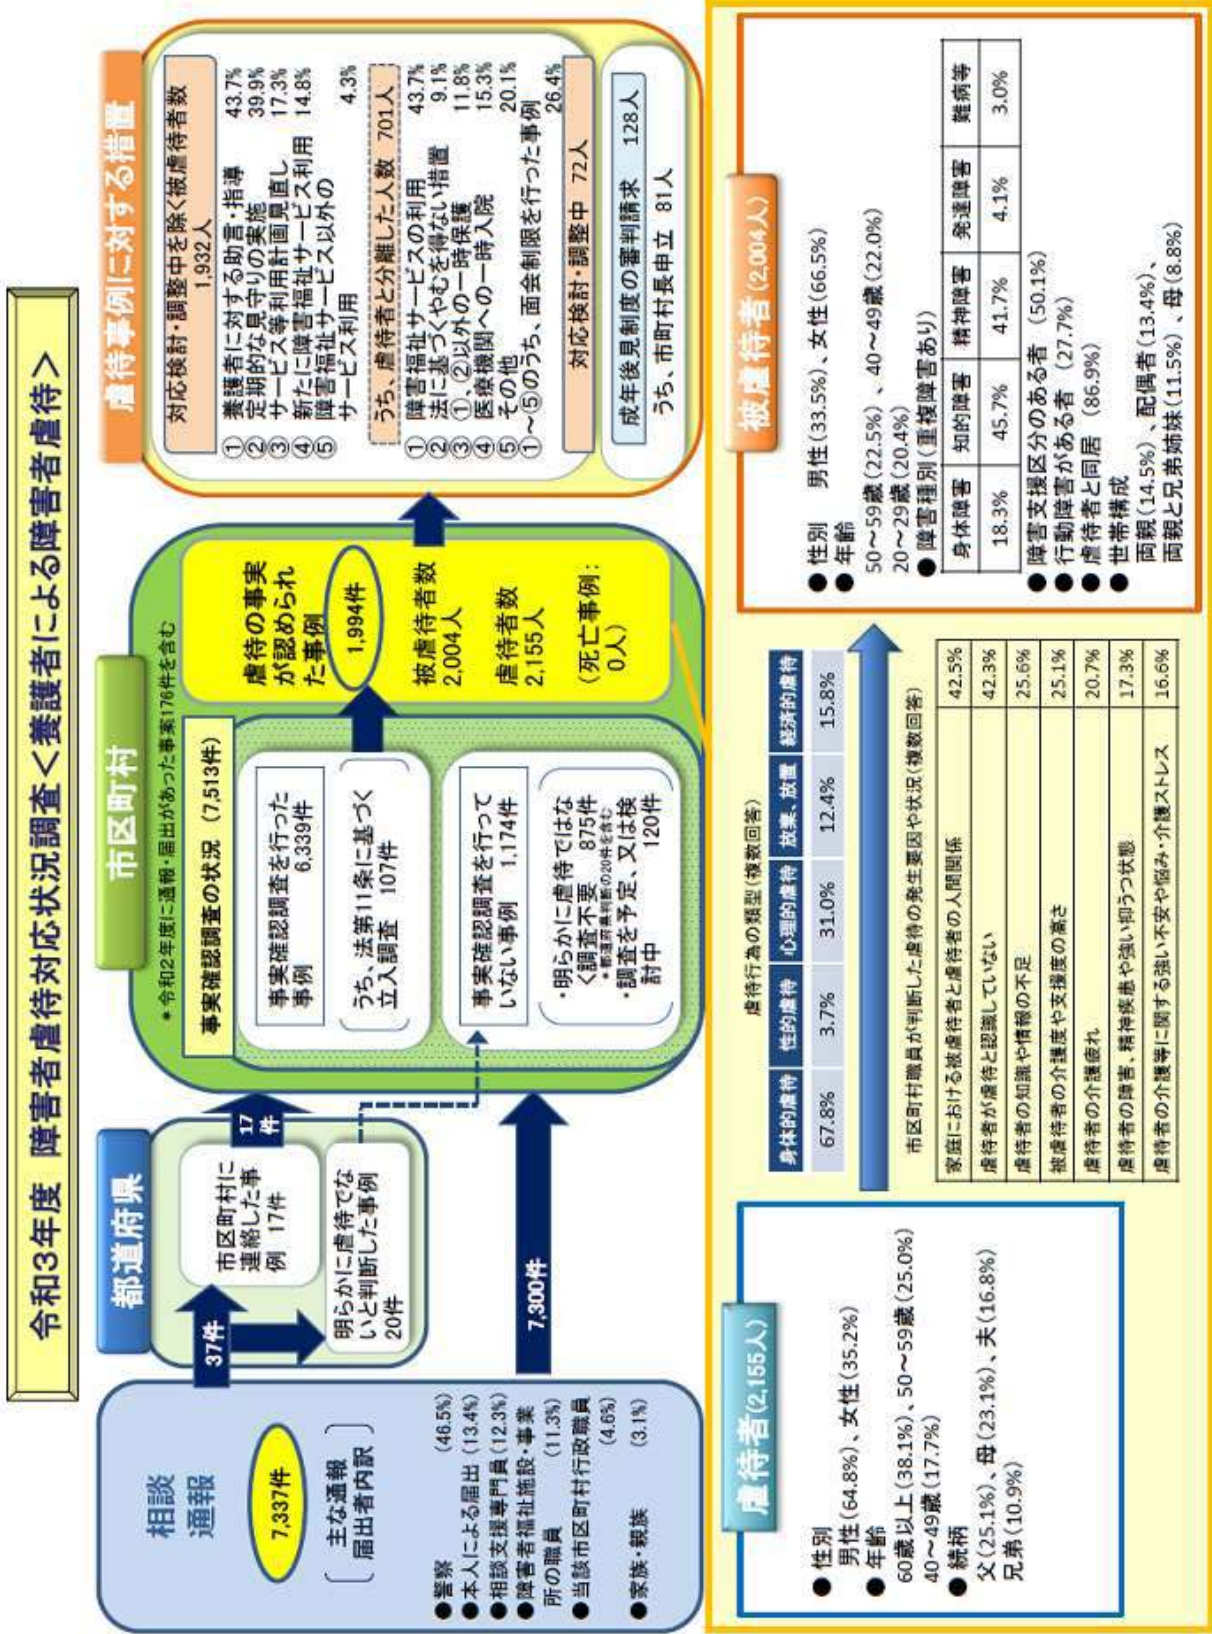 令和３年度　障害者虐待対応状況調査＜養護者による障害者虐待＞
相談
通報
7,337件
主な通報
届出者内訳
●警察 (46.5%)
●本人による届出 (13.4%)
●相談支援専門員 (12.3%)
●障害者福祉施設・事業
所の職員 (11.3%)
●当該市区町村行政職員
(4.6%)
●家族・親族 (3.1%)
都道府県
37件
市区町村に
連絡した事
例 17件
明らかに虐待でな
いと判断した事例
20件
17
件
7,300件
市区町村
＊令和2年度に通報・届出があった事案176件を含む
事実確認調査の状況 （7,513件）
事実確認調査を行った
事例 6,339件
うち、法第11条に基づく
立入調査 107件
事実確認調査を行って
いない事例 1,174件
・明らかに虐待ではな
く調査不要 875件
＊都道府県判断の20件を含む
・調査を予定、又は検
討中 120件
虐待の事実
が認められ
た事例
1,994件
被虐待者数
2,004人
虐待者数
2,155人
（死亡事例：
0人）
虐待事例に対する措置
対応検討・調整中を除く被虐待者数
1,932人
① 養護者に対する助言・指導 43.7%
② 定期的な見守りの実施 39.9%
③ サービス等利用計画見直し 17.3%
④ 新たに障害福祉サービス利用 14.8%
⑤ 障害福祉サービス以外の
サービス利用 4.3%
うち、虐待者と分離した人数 701人
① 障害福祉サービスの利用 43.7%
② 法に基づくやむを得ない措置 9.1%
③ ①、②以外の一時保護 11.8%
④ 医療機関への一時入院 15.3%
⑤ その他 20.1%
①～⑤のうち、面会制限を行った事例
26.4%
対応検討・調整中 72人
成年後見制度の審判請求 128人
うち、市町村長申立 81人
虐待者(2,155人)
● 性別
男性(64.8%)、女性(35.2%)
● 年齢
60歳以上(38.1%)、50～59歳(25.0%)
40～49歳(17.7%)
● 続柄
父(25.1%)、母(23.1%)、夫(16.8%)
兄弟(10.9%)
虐待行為の類型(複数回答)
身体的虐待 性的虐待 心理的虐待 放棄、放置 経済的虐待
67.8% 3.7% 31.0% 12.4% 15.8%
市区町村職員が判断した虐待の発生要因や状況(複数回答)
家庭における被虐待者と虐待者の人間関係 42.5%
虐待者が虐待と認識していない 42.3%
虐待者の知識や情報の不足 25.6%
被虐待者の介護度や支援度の高さ 25.1%
虐待者の介護疲れ 20.7%
虐待者の障害、精神疾患や強い抑うつ状態 17.3%
虐待者の介護等に関する強い不安や悩み・介護ストレス 16.6%
被虐待者(2,004人)
● 性別 男性(33.5%)、女性(66.5%)
● 年齢
50～59歳(22.5%)、40～49歳(22.0%)
20～29歳(20.4%)
● 障害種別(重複障害あり)
身体障害 知的障害 精神障害 発達障害 難病等
18.3% 45.7% 41.7% 4.1% 3.0%
● 障害支援区分のある者 (50.1%)
● 行動障害がある者 (27.7%)
● 虐待者と同居 (86.9%)
● 世帯構成
両親(14.5%)、配偶者(13.4%)、
両親と兄弟姉妹(11.5%)、母(8.8%)